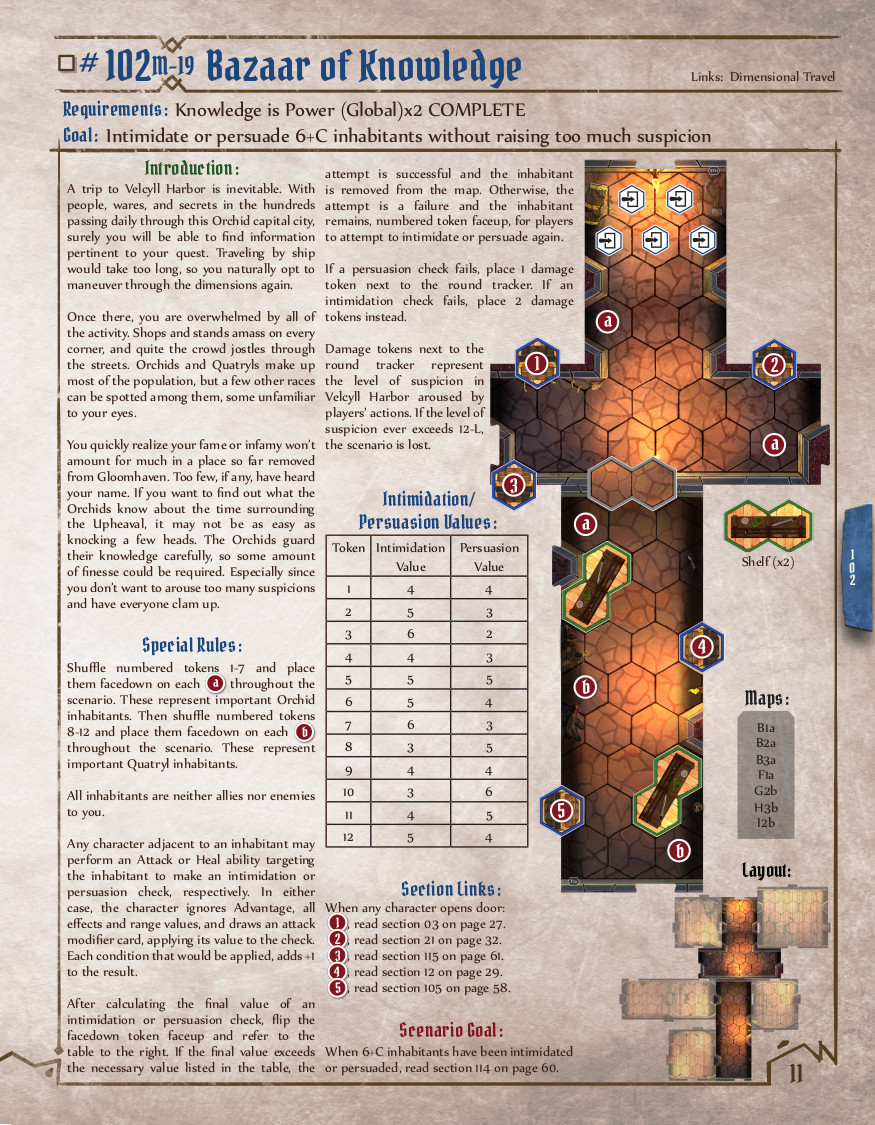 #102 M-19 Bazaar of Knowledge
Links: Dimensional Travel
Requirements: Knowledge is Power (Global)x2 COMPLETE
Goal: Intimidate or persuade 6+C inhabitants without raising too much suspicion
Introduction:
A trip to Velcyll Harbor is inevitable. With
people, wares, and secrets in the hundreds
passing daily through this Orchid capital city,
surely you will be able to find information
pertinent to your quest. Traveling by ship
would take too long, so you naturally opt to
maneuver through the dimensions again.
Once there, you are overwhelmed by all of
the activity. Shops and stands amass on every
corner, and quite the crowd jostles through
the streets. Orchids and Quatryls make up
most of the population, but a few other races
can be spotted among them, some unfamiliar
to your eyes.
You quickly realize your fame or infamy won't
amount for much in a place so far removed
from Gloomhaven. Too few, if any, have heard
your name. If you want to find out what the
Orchids know about the time surrounding
the Upheaval, it may not be as easy as
knocking a few heads. The Orchids guard
their knowledge carefully, so some amount
of finesse could be required. Especially since
you don't want to arouse too many suspicions
and have everyone clam up.
Special Rules:
Shuffle numbered tokens 1-7 and place
them facedown on each a throughout the
scenario. These represent important Orchid
inhabitants. Then shuffle numbered tokens
8-12 and place them facedown on each b
throughout the scenario. These represent
important Quatryl inhabitants.
All inhabitants are neither allies nor enemies
to you.
Any character adjacent to an inhabitant may
perform an Attack or Heal ability targeting
the inhabitant to make an intimidation or
persuasion check, respectively. In either
case, the character ignores Advantage, all
effects and range values, and draws an attack
modifier card, applying its value to the check.
Each condition that would be applied, adds +1
to the result.
After calculating the final value of an
intimidation or persuasion check, flip the
facedown token faceup and refer to the
table to the right. If the final value exceeds
the necessary value listed in the table, the
attempt is successful and the inhabitant
is removed from the map. Otherwise, the
attempt is a failure and the inhabitant
remains, numbered token faceup, for players
to attempt to intimidate or persuade again.
If a persuasion check fails, place 1 damage
token next to the round tracker. If an
intimidation check fails, place 2 damage
tokens instead.
Damage tokens next to the
round tracker represent
the level of suspicion in
Velcyll Harbor aroused by
players' actions. If the level of
suspicion ever exceeds 12-L,
the scenario is lost.
Intimidation/
Persuasion Values:
Token Intimidation Value Persuasion Value
1 4 4
2 5 3
3 6 2
4 4 3
5 5 5
6 5 4
7 6 3
8 3 5
9 4 4
10 3 6
11 4 5
12 5 4
Section Links:
When any character opens door:
1, read section 03 on page 27.
2, read section 21 on page 32.
3, read section 115 on page 61.
4, read section 12 on page 29.
5, read section 105 on page 58.
Scenario Goal:
When 6+C inhabitants have been intimidated
or persuaded, read section 114 on page 60.
a
1
2
a
3
a
4
b
5
b
Shelf (x2)
102
Maps:
B1a
B2a
B3a
F1a
G2b
H3b
I2b
Layout:
11